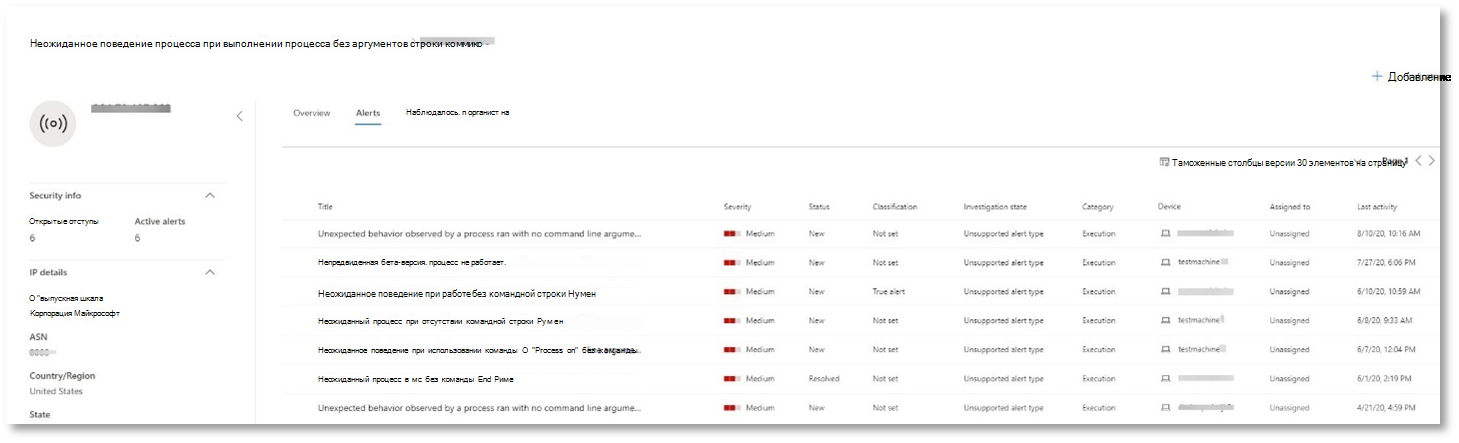 Неожиданное поведение процесса при выполнении процесса без аргументов строки коммикс -
+ Добавление
Overview Alerts Наблюдалось. п органист на
Таможенные столбцы версии 30 элементов на страницу Page 1
Security info
Открытые отступы Active alerts
6 6
IP details
О "выпускная шкала
Корпорация Майкрософт
ASN
Country/Region
United States
State
Title Severity Status Classification Investigation state Category Device Assigned to Last activity
Unexpected behavior observed by a process ran with no command line argume... Medium New Not set Unsupported alert type Execution Unassigned 8/10/20, 10:16 AM
Непредвиденная бета-версия. процесс не работает. Medium New Not set Unsupported alert type Execution testmachine Unassigned 7/27/20, 6:06 PM
Неожиданное поведение при работе без командной строки Нумен Medium New True alert Unsupported alert type Execution Unassigned 6/10/20, 10:59 AM
Неожиданный процесс при отсутствии командной строки Румен Medium New Not set Unsupported alert type Execution testmachine Unassigned 6/8/20, 9:33 AM
Неожиданное поведение при использовании команды О "Process on" без команды Medium New Not set Unsupported alert type Execution testmachine Unassigned 6/7/20, 12:04 PM
Неожиданный процесс в мс без команды End Риме Medium Resolved Not set Unsupported alert type Execution Unassigned 6/1/20, 2:19 PM
Unexpected behavior observed by a process ran with no command line argume... Medium New Not set Unsupported alert type Execution Unassigned 4/21/20, 4:59 PM